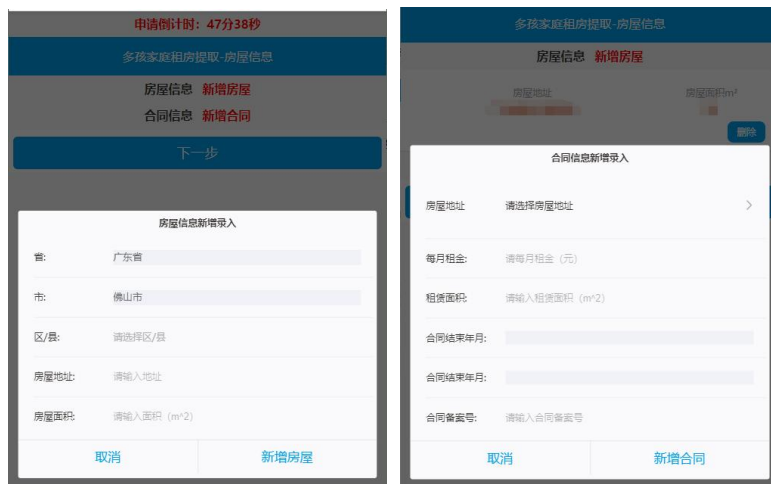 申请倒计时：47分38秒
多孩家庭租房提取-房屋信息
房屋信息 新增房屋
合同信息 新增合同
下一步
房屋信息新增录入
省: 广东省
市: 佛山市
区/县: 请选择区/县
房屋地址: 请输入地址
房屋面积: 请输入面积（m^2）
取消 新增房屋
多孩家庭租房提取-房屋信息
房屋信息 新增房屋
房屋地址 房屋面积m²
删除
合同信息新增录入
房屋地址 请选择房屋地址
每月租金: 请每月租金（元）
租赁面积: 请输入租赁面积（m^2）
合同结束年月:
合同结束年月:
合同备案号: 请输入合同备案号
取消 新增合同